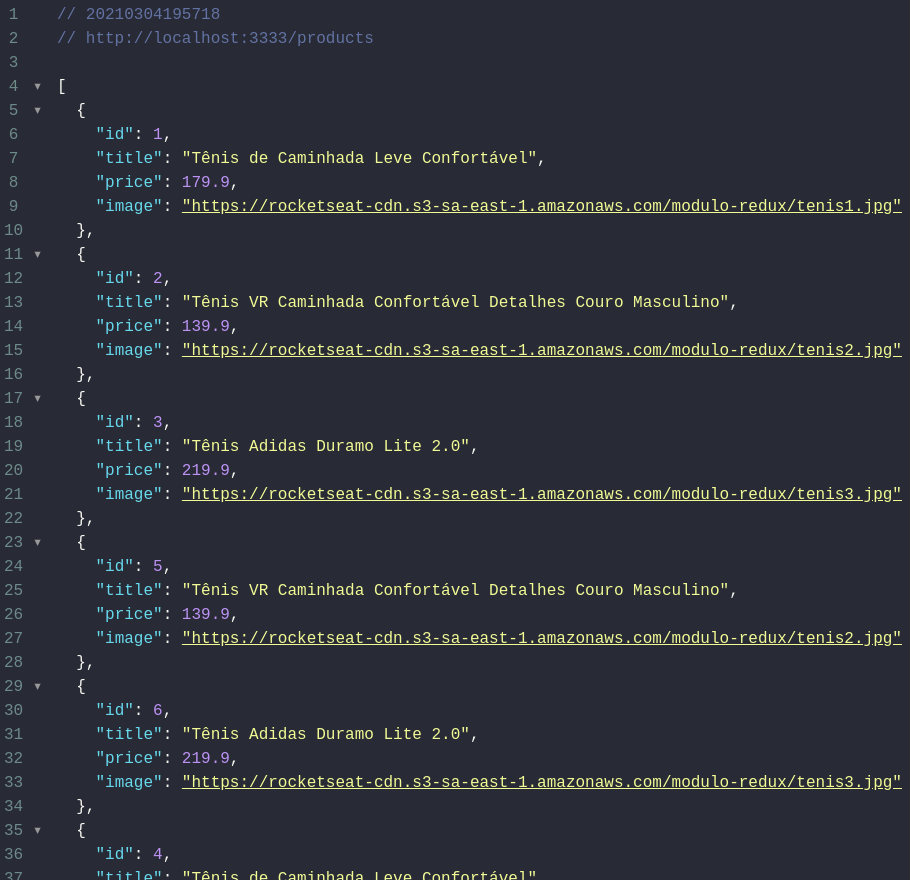 1 // 20210304195718
2 // http://localhost:3333/products
3
4 ▼ [
5 ▼ {
6 "id": 1,
7 "title": "Tênis de Caminhada Leve Confortável",
8 "price": 179.9,
9 "image": "https://rocketseat-cdn.s3-sa-east-1.amazonaws.com/modulo-redux/tenis1.jpg"
10 },
11 ▼ {
12 "id": 2,
13 "title": "Tênis VR Caminhada Confortável Detalhes Couro Masculino",
14 "price": 139.9,
15 "image": "https://rocketseat-cdn.s3-sa-east-1.amazonaws.com/modulo-redux/tenis2.jpg"
16 },
17 ▼ {
18 "id": 3,
19 "title": "Tênis Adidas Duramo Lite 2.0",
20 "price": 219.9,
21 "image": "https://rocketseat-cdn.s3-sa-east-1.amazonaws.com/modulo-redux/tenis3.jpg"
22 },
23 ▼ {
24 "id": 5,
25 "title": "Tênis VR Caminhada Confortável Detalhes Couro Masculino",
26 "price": 139.9,
27 "image": "https://rocketseat-cdn.s3-sa-east-1.amazonaws.com/modulo-redux/tenis2.jpg"
28 },
29 ▼ {
30 "id": 6,
31 "title": "Tênis Adidas Duramo Lite 2.0",
32 "price": 219.9,
33 "image": "https://rocketseat-cdn.s3-sa-east-1.amazonaws.com/modulo-redux/tenis3.jpg"
34 },
35 ▼ {
36 "id": 4,
37 "title": "Tênis de Caminhada Leve Confortável"